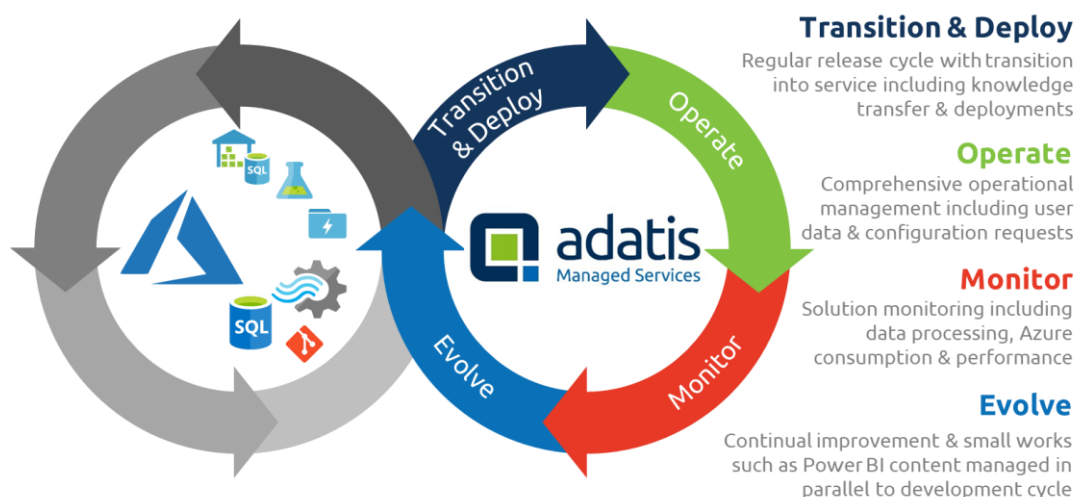 Transition
& Deploy
Operate
Monitor
Evolve
SQL
SQL
adatis
Managed Services
Transition & Deploy
Regular release cycle with transition
into service including knowledge
transfer & deployments
Operate
Comprehensive operational
management including user
data & configuration requests
Monitor
Solution monitoring including
data processing, Azure
consumption & performance
Evolve
Continual improvement & small works
such as Power BI content managed in
parallel to development cycle